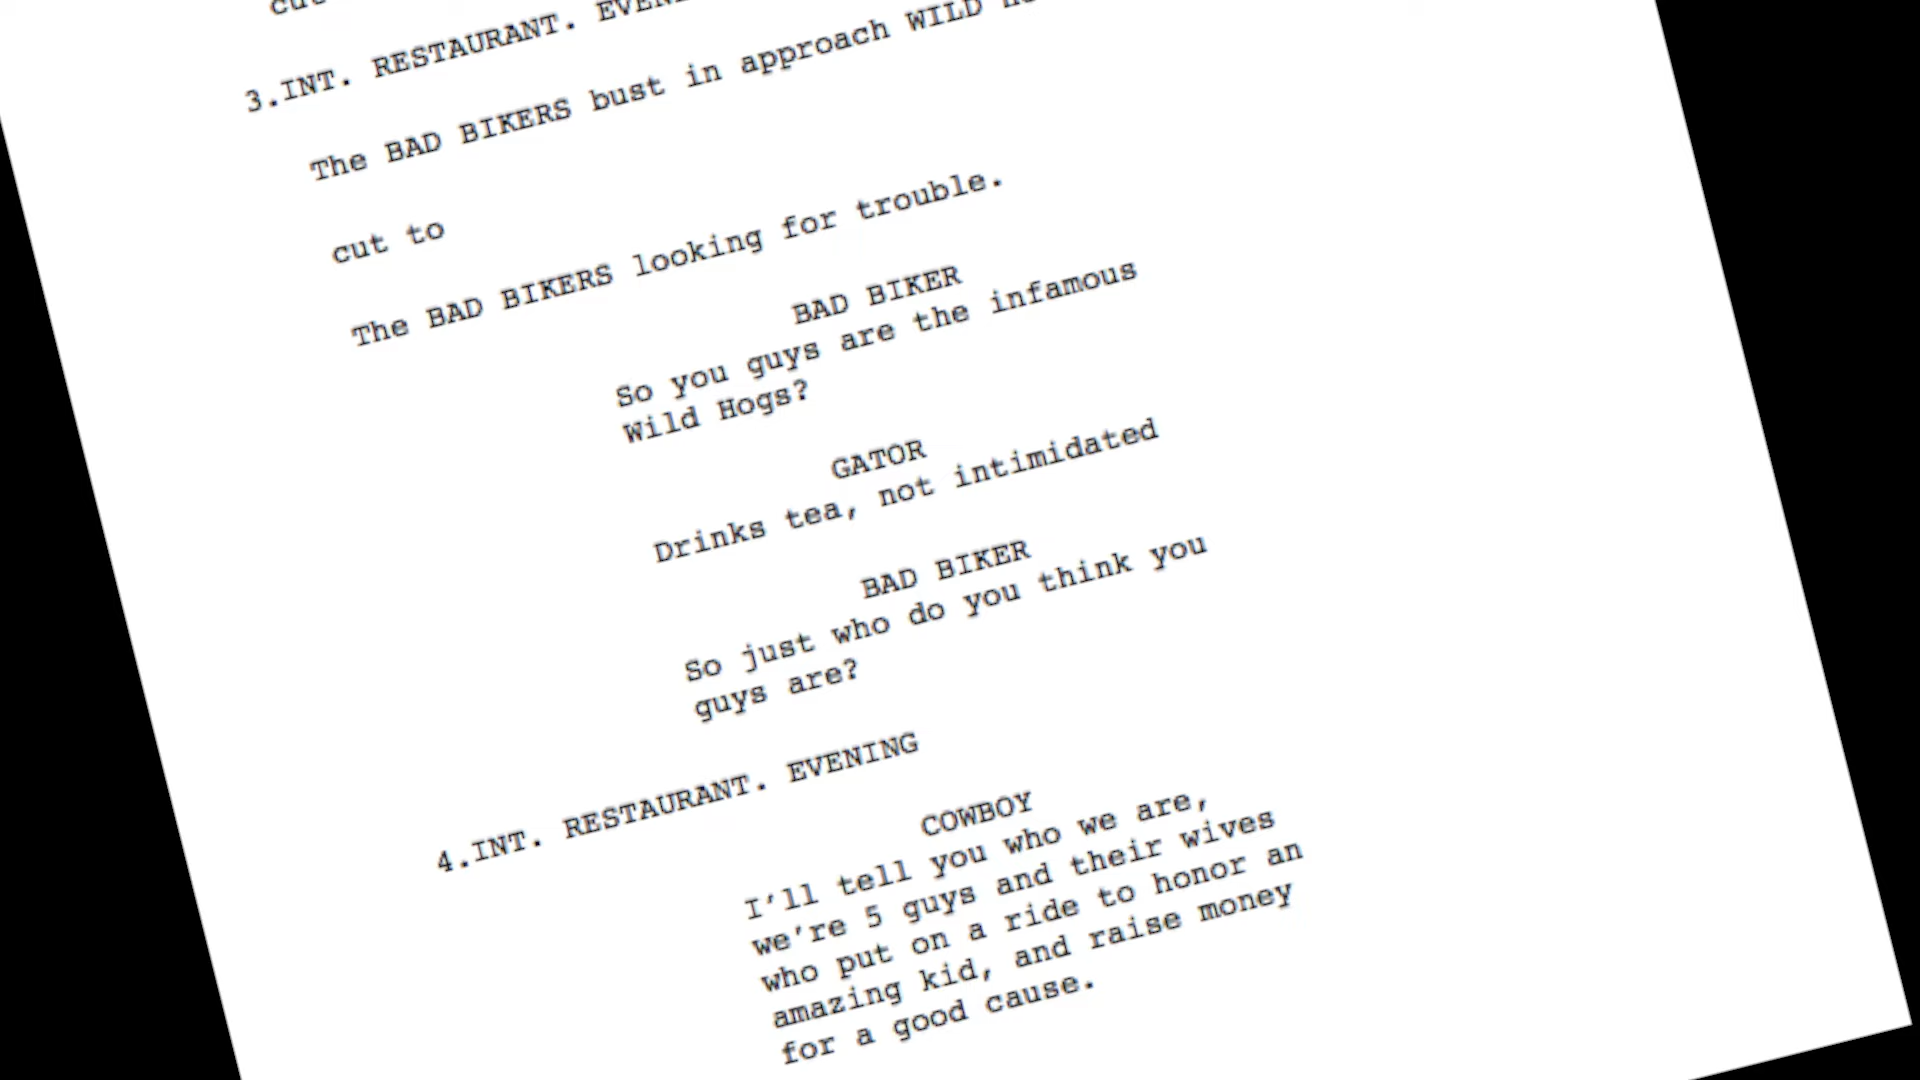 cut
3.INT. RESTAURANT.
The BAD BIKERS bust in approach WILD
cut to
The BAD BIKERS looking for trouble.
BAD BIKER
So you guys are the infamous
Wild Hogs?
GATOR
Drinks tea, not intimidated
BAD BIKER
So just who do you think you
guys are?
4.INT. RESTAURANT. EVENING
COWBOY
I'll tell you who we are,
we're 5 guys and their wives
who put on a ride to honor an
amazing kid, and raise money
for a good cause.